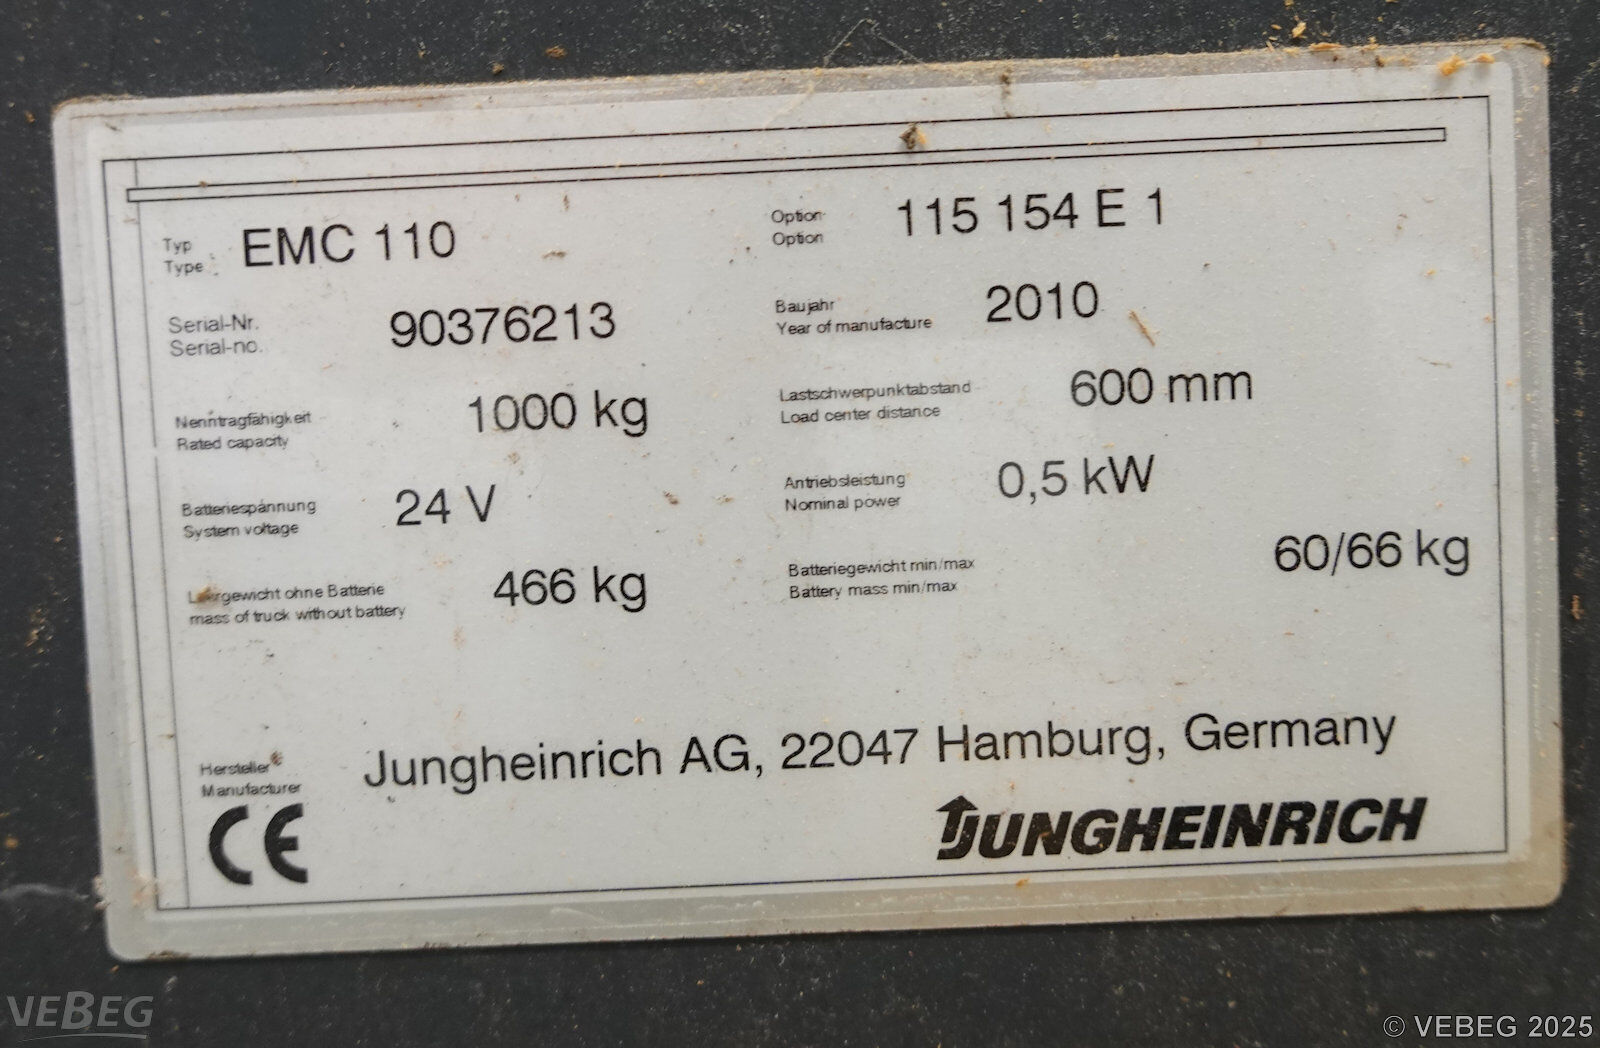 Typ
Type
EMC 110
Option
Option
115 154 E 1
Serial-Nr.
Serial-no.
90376213
Baujahr
Year of manufacture
2010
Nenntragfähigkeit
Rated capacity
1000 kg
Lastschwerpunktabstand
Load center distance
600 mm
Batteriespannung
System voltage
24 V
Antriebsleistung
Nominal power
0,5 kW
Leergewicht ohne Batterie
mass of truck without battery
466 kg
Batteriegewicht min/max
Battery mass min/max
60/66 kg
Hersteller
Manufacturer
Jungheinrich AG, 22047 Hamburg, Germany
CE
JUNGHEINRICH
VEBEG
© VEBEG 2025